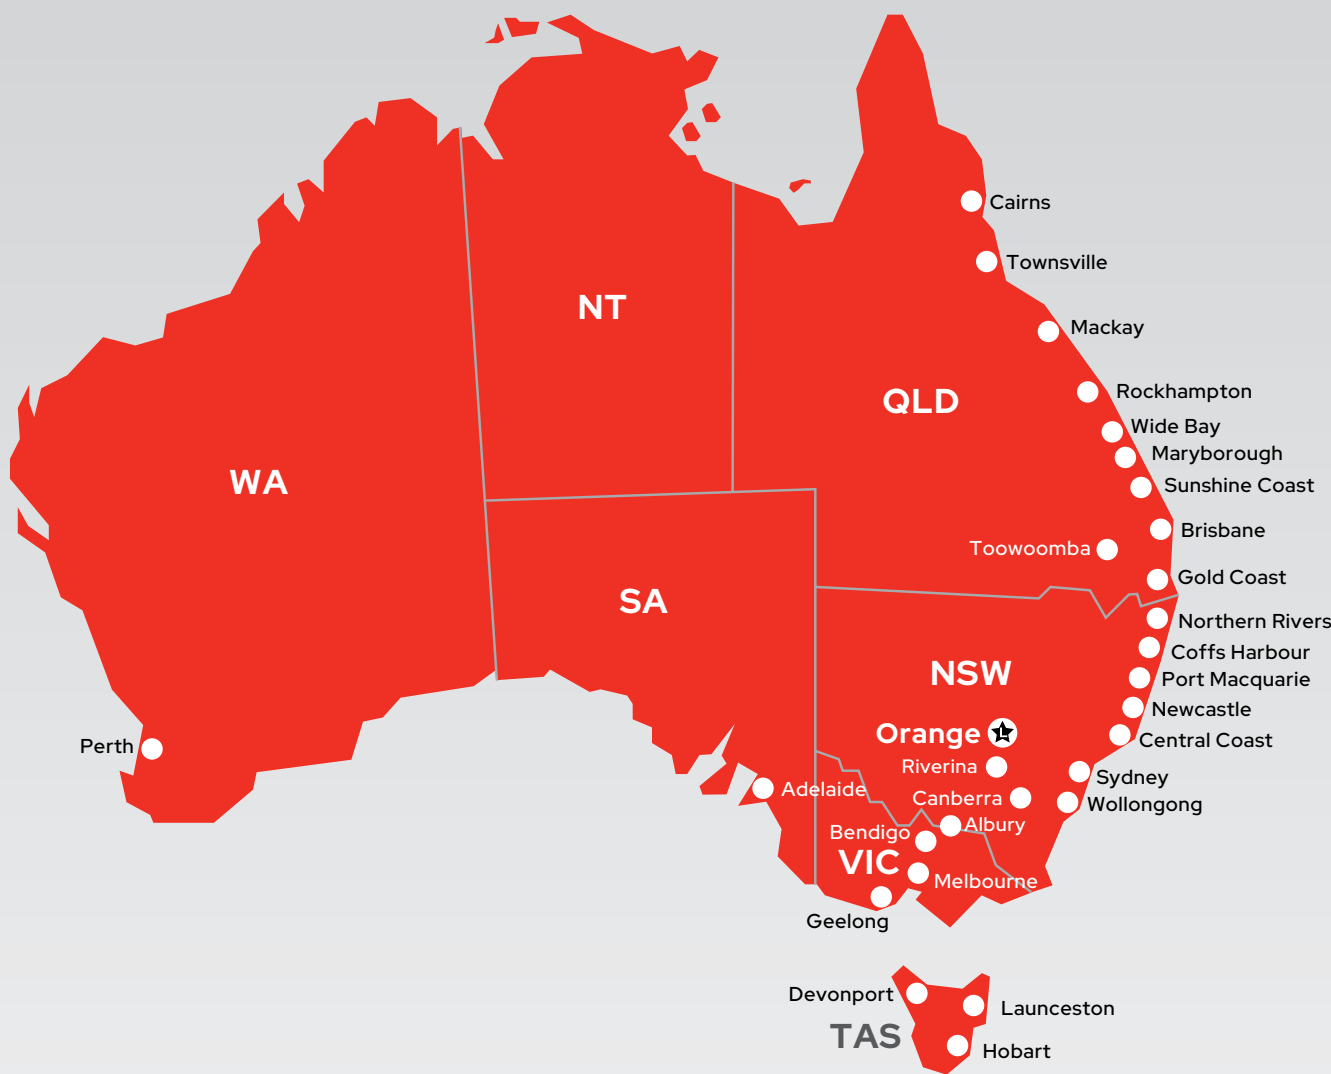 Cairns
Townsville
NT
Mackay
QLD
Rockhampton
Wide Bay
Maryborough
WA
Sunshine Coast
Brisbane
Toowoomba
Gold Coast
SA
Northern Rivers
Coffs Harbour
NSW
Port Macquarie
Newcastle
Orange
L
Central Coast
Perth
Riverina
Sydney
Adelaide
Canberra
Wollongong
Albury
Bendigo
VIC
Melbourne
Geelong
Devonport
Launceston
TAS
Hobart